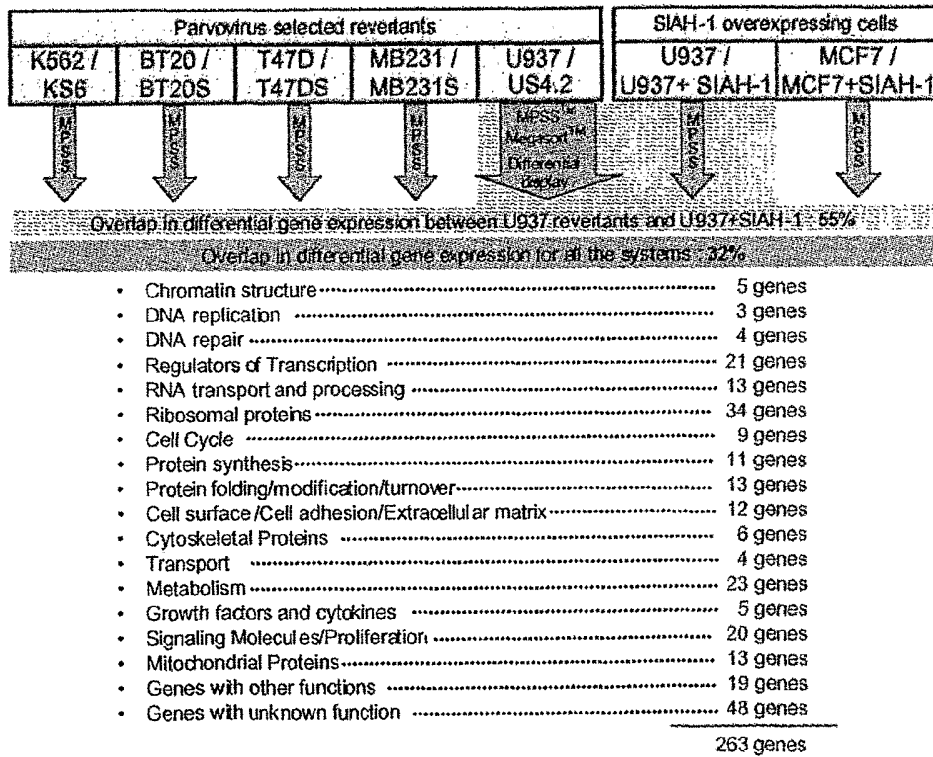 Parvovirus selected revertants
SIAH-1 overexpressing cells
K562 /
KS6
BT20 /
BT20S
T47D /
T47DS
MB231 /
MB231S
U937 /
US4.2
U937 /
U937+ SIAH-1
MCF7 /
MCF7+SIAH-1
MPSS
MPSS
MPSS
MPSS
MPSS™
Megasort™
Differential
display
MPSS
MPSS
Overlap in differential gene expression between U937 revertants and U937+SIAH-1 : 55%
Overlap in differential gene expression for all the systems : 32%
• Chromatin structure 5 genes
• DNA replication 3 genes
• DNA repair 4 genes
• Regulators of Transcription 21 genes
• RNA transport and processing 13 genes
• Ribosomal proteins 34 genes
• Cell Cycle 9 genes
• Protein synthesis 11 genes
• Protein folding/modification/turnover 13 genes
• Cell surface/Cell adhesion/Extracellular matrix 12 genes
• Cytoskeletal Proteins 6 genes
• Transport 4 genes
• Metabolism 23 genes
• Growth factors and cytokines 5 genes
• Signaling Molecules/Proliferation 20 genes
• Mitochondrial Proteins 13 genes
• Genes with other functions 19 genes
• Genes with unknown function 48 genes
263 genes